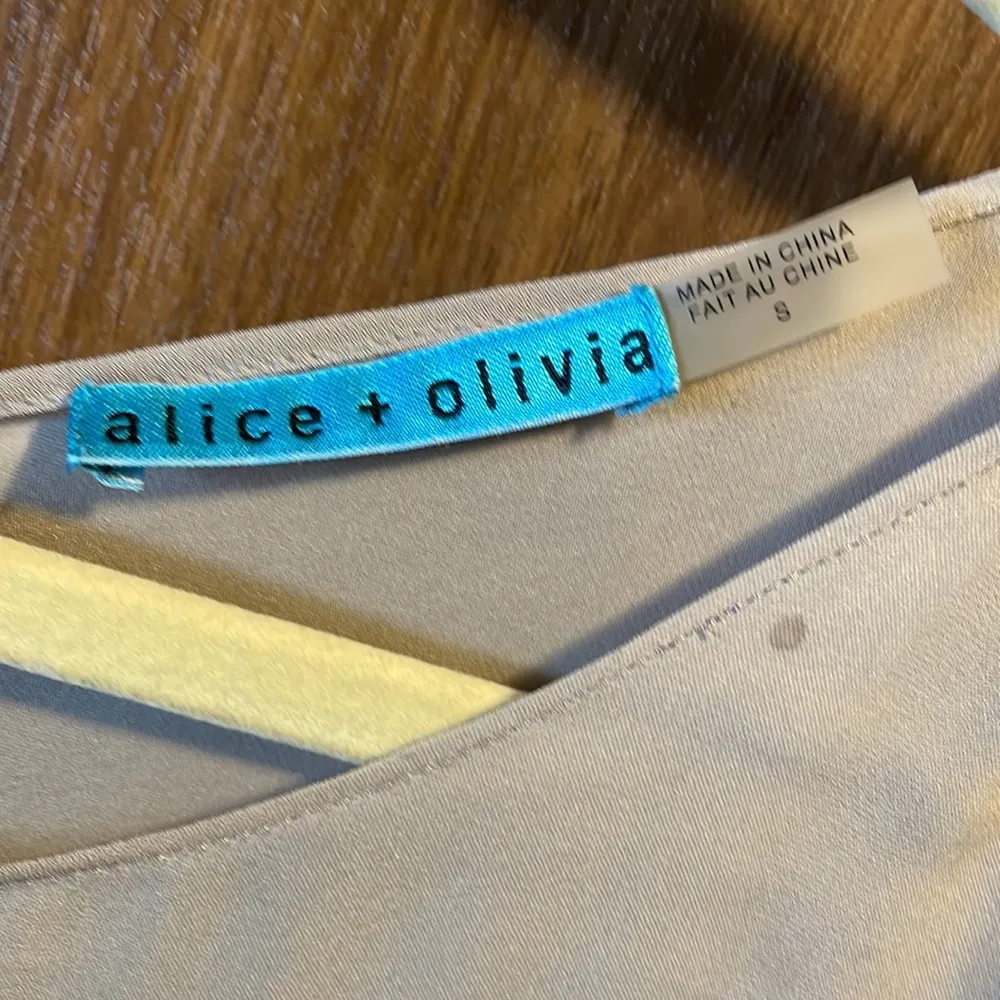 alice + olivia
MADE IN CHINA
FAIT AU CHINE
S